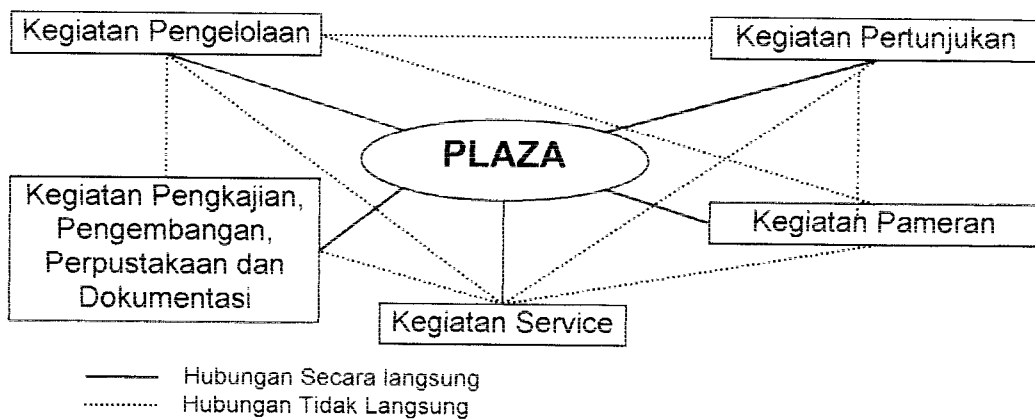 Kegiatan Pengelolaan
Kegiatan Pertunjukan
PLAZA
Kegiatan Pengkajian,
Pengembangan,
Perpustakaan dan
Dokumentasi
Kegiatan Pameran
Kegiatan Service
Hubungan Secara langsung
Hubungan Tidak Langsung